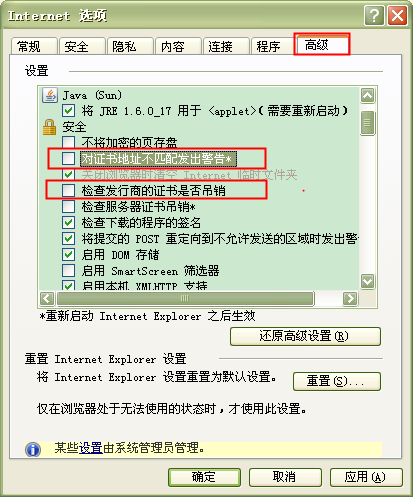 Internet 选项
常规
安全
隐私
内容
连接
程序
高级
设置
Java (Sun)
将 JRE 1.6.0_17 用于 <applet>(需要重新启动)
安全
不将加密的页存盘
对证书地址不匹配发出警告*
关闭浏览器时清空 Internet 临时文件夹
检查发行商的证书是否吊销
检查服务器证书吊销*
检查下载的程序的签名
将提交的 POST 重定向到不允许发送的区域时发出警
启用 DOM 存储
启用 SmartScreen 筛选器
启用本机 XMLHTTP 支持
*重新启动 Internet Explorer 之后生效
还原高级设置(R)
重置 Internet Explorer 设置
将 Internet Explorer 设置重置为默认设置。
重置(S)...
仅在浏览器处于无法使用的状态时，才使用此设置。
某些设置由系统管理员管理。
确定
取消
应用(A)